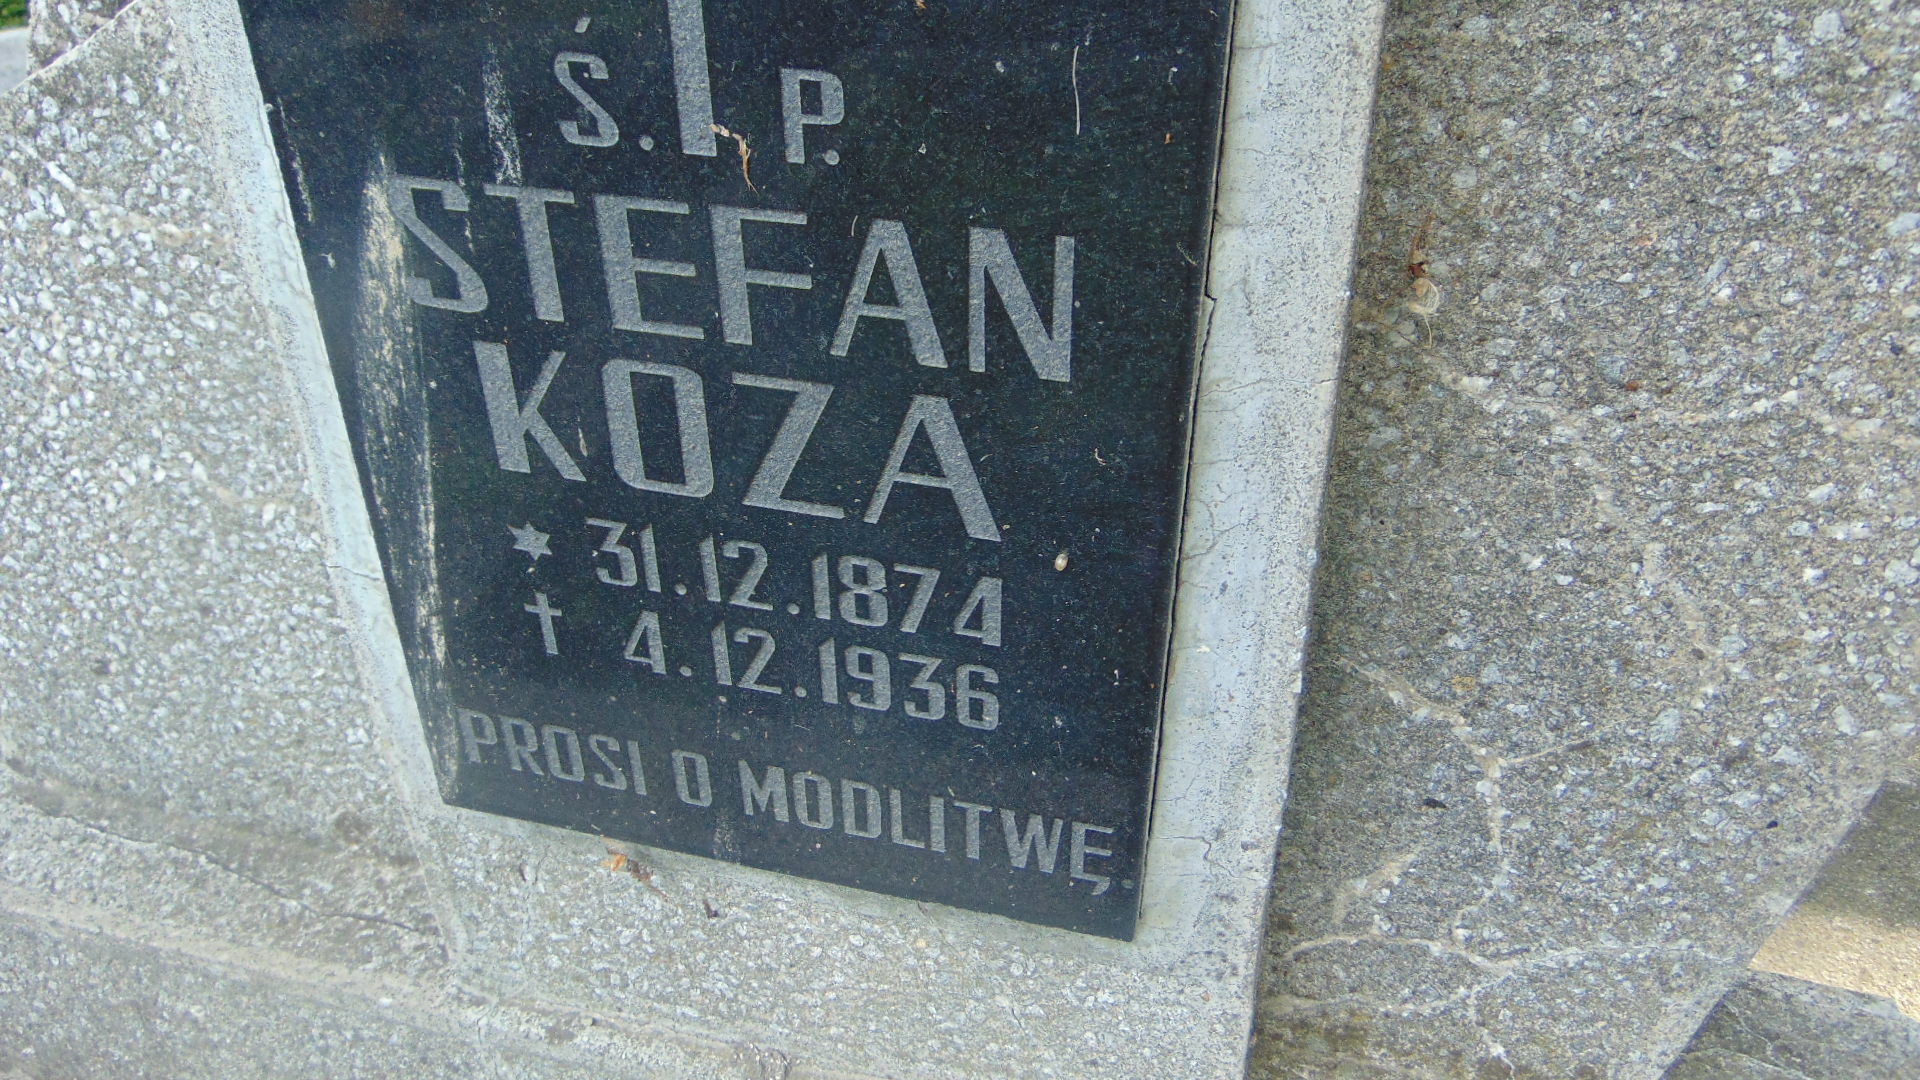 Ś. P.
STEFAN
KOZA
* 31.12.1874
† 4.12.1936
PROSI O MODLITWĘ.